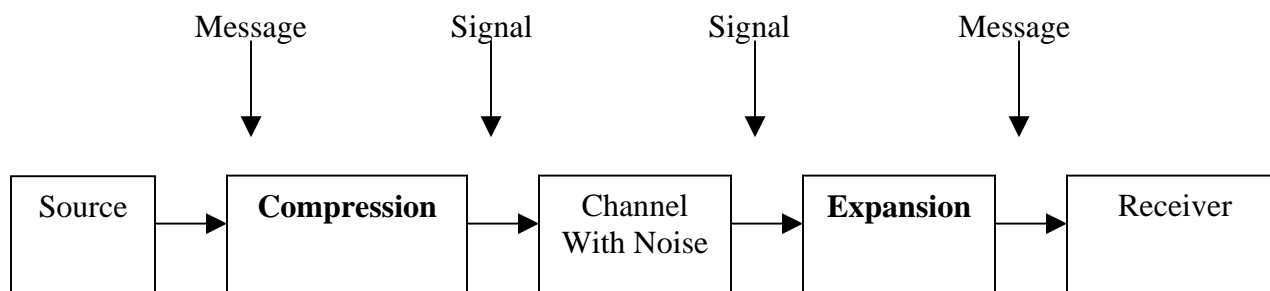 Message Signal Signal Message
Source
Compression
Channel
With Noise
Expansion
Receiver